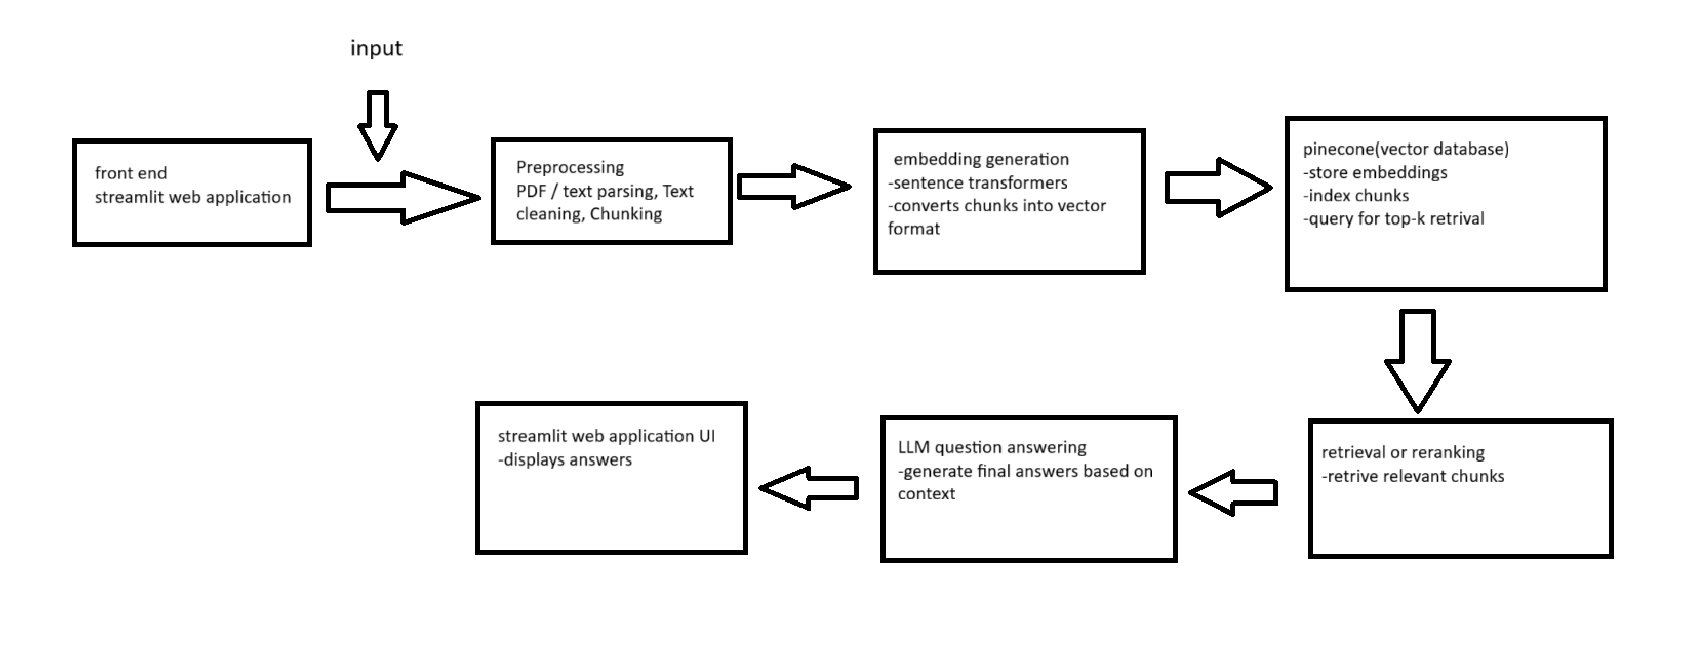 input
front end
streamlit web application
Preprocessing
PDF / text parsing, Text
cleaning, Chunking
embedding generation
-sentence transformers
-converts chunks into vector
format
pinecone(vector database)
-store embeddings
-index chunks
-query for top-k retrival
retrieval or reranking
-retrive relevant chunks
LLM question answering
-generate final answers based on
context
streamlit web application UI
-displays answers